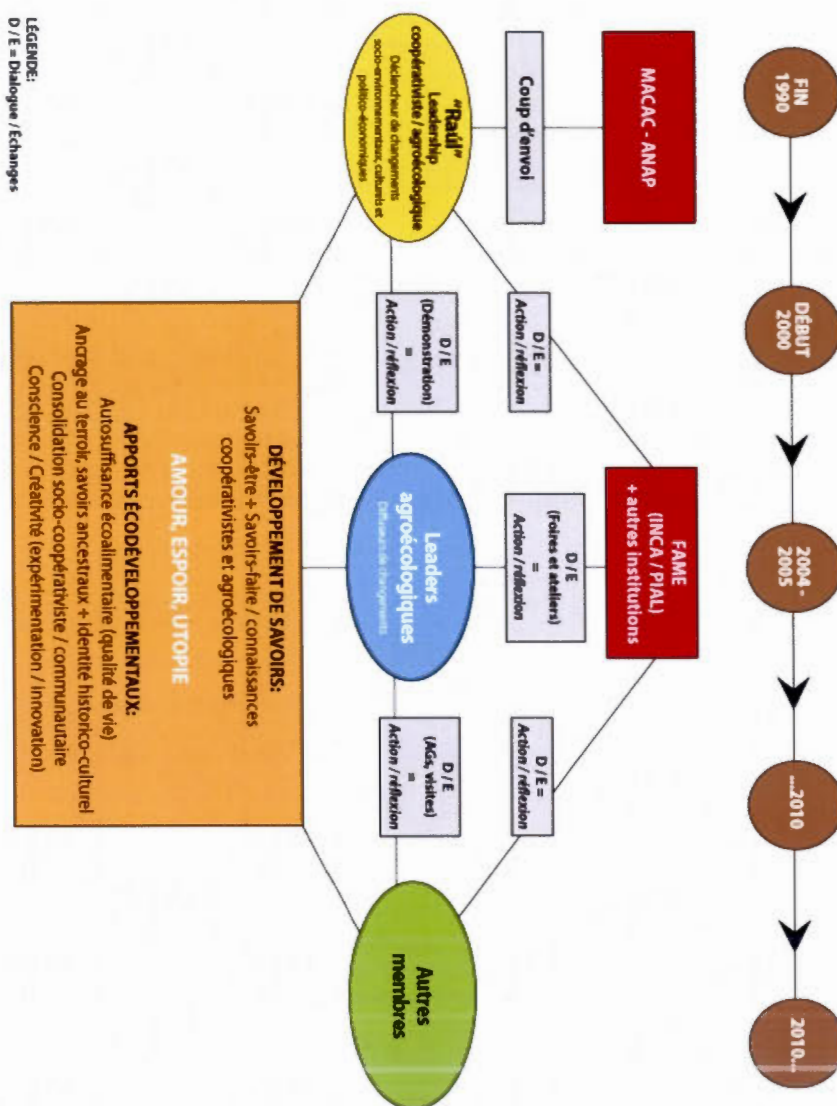 FIN
1990
DÉBUT
2000
2004 -
2005
...2010
2010...
MACAC - ANAP
Coup d'envoi
"Raúl"
Leadership
coopérativiste / agroécologique
Déclencheur de changements
socio-environnementaux, culturels et
politico-économiques
D / E =
Action / réflexion
D / E
(Démonstration)
=
Action / réflexion
FAME
(INCA / PIAL)
+ autres institutions
D / E
(Foires et ateliers)
=
Action / réflexion
Leaders
agroécologiques
Diffuseurs de changements
D / E =
Action / réflexion
D / E
(AGs, visites)
=
Action / réflexion
Autres
membres
DÉVELOPPEMENT DE SAVOIRS:
Savoirs-être + Savoirs-faire / connaissances
coopérativistes et agroécologiques
AMOUR, ESPOIR, UTOPIE
APPORTS ÉCODÉVELOPPEMENTAUX:
Autosuffisance écoalimentaire (qualité de vie)
Ancrage au terroir, savoirs ancestraux + identité historico-culturel
Consolidation socio-coopérativiste / communautaire
Conscience / Créativité (expérimentation / innovation)
LÉGENDE:
D / E = Dialogue / Echanges